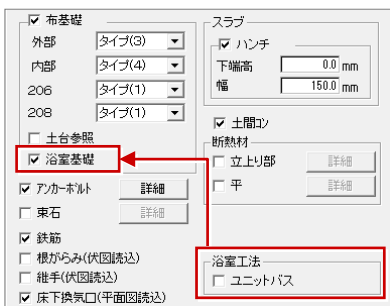 布基礎
外部 タイプ(3)
内部 タイプ(4)
206 タイプ(1)
208 タイプ(1)
土台参照
浴室基礎
アンカーボルト 詳細
束石 詳細
鉄筋
根がらみ(伏図読込)
継手(伏図読込)
床下換気口(平面図読込)
スラブ
ハンチ
下端高 0.0 mm
幅 150.0 mm
土間コン
断熱材
立上り部 詳細
平 詳細
浴室工法
ユニットバス